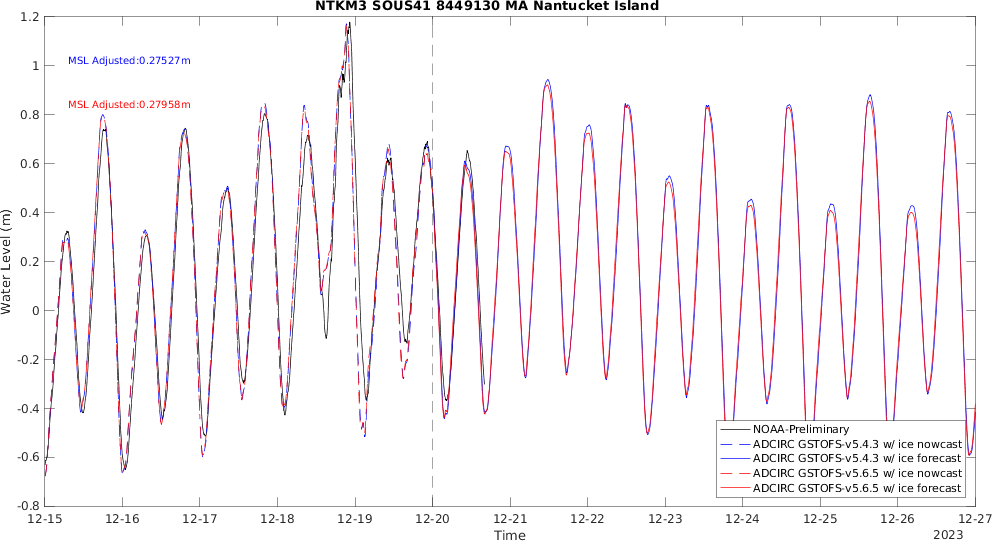 NTKM3 SOUS41 8449130 MA Nantucket Island
1.2
1
0.8
0.6
0.4
0.2
0
-0.2
-0.4
-0.6
-0.8
Water Level (m)
MSL Adjusted:0.27527m
MSL Adjusted:0.27958m
NOAA-Preliminary
ADCIRC GSTOFS-v5.4.3 w/ ice nowcast
ADCIRC GSTOFS-v5.4.3 w/ ice forecast
ADCIRC GSTOFS-v5.6.5 w/ ice nowcast
ADCIRC GSTOFS-v5.6.5 w/ ice forecast
12-15 12-16 12-17 12-18 12-19 12-20 12-21 12-22 12-23 12-24 12-25 12-26 12-27
Time
2023